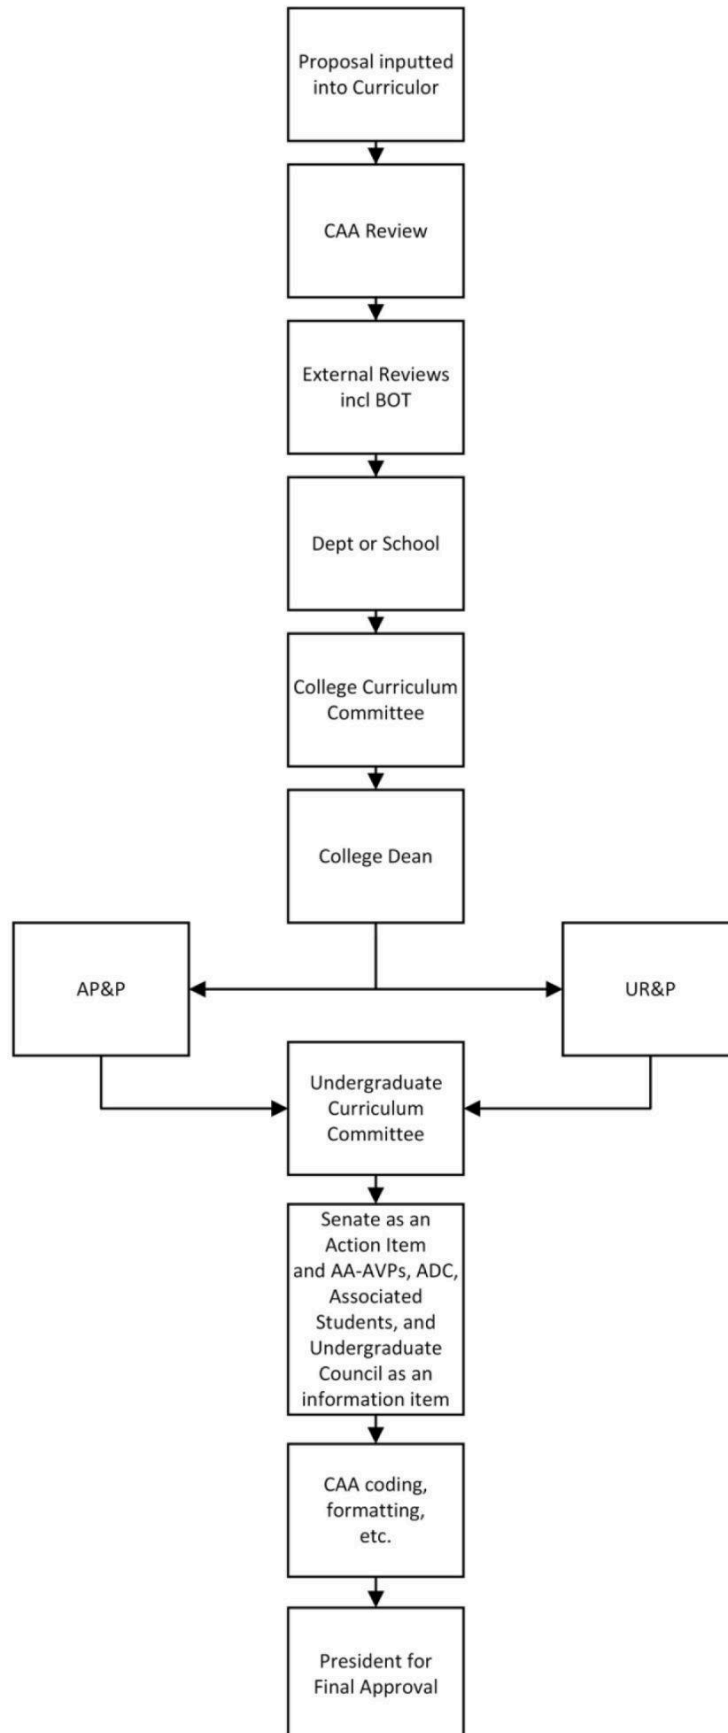 Proposal inputted
into Curriculor
CAA Review
External Reviews
incl BOT
Dept or School
College Curriculum
Committee
College Dean
AP&P
UR&P
Undergraduate
Curriculum
Committee
Senate as an
Action Item
and AA-AVPs, ADC,
Associated
Students, and
Undergraduate
Council as an
information item
CAA coding,
formatting,
etc.
President for
Final Approval